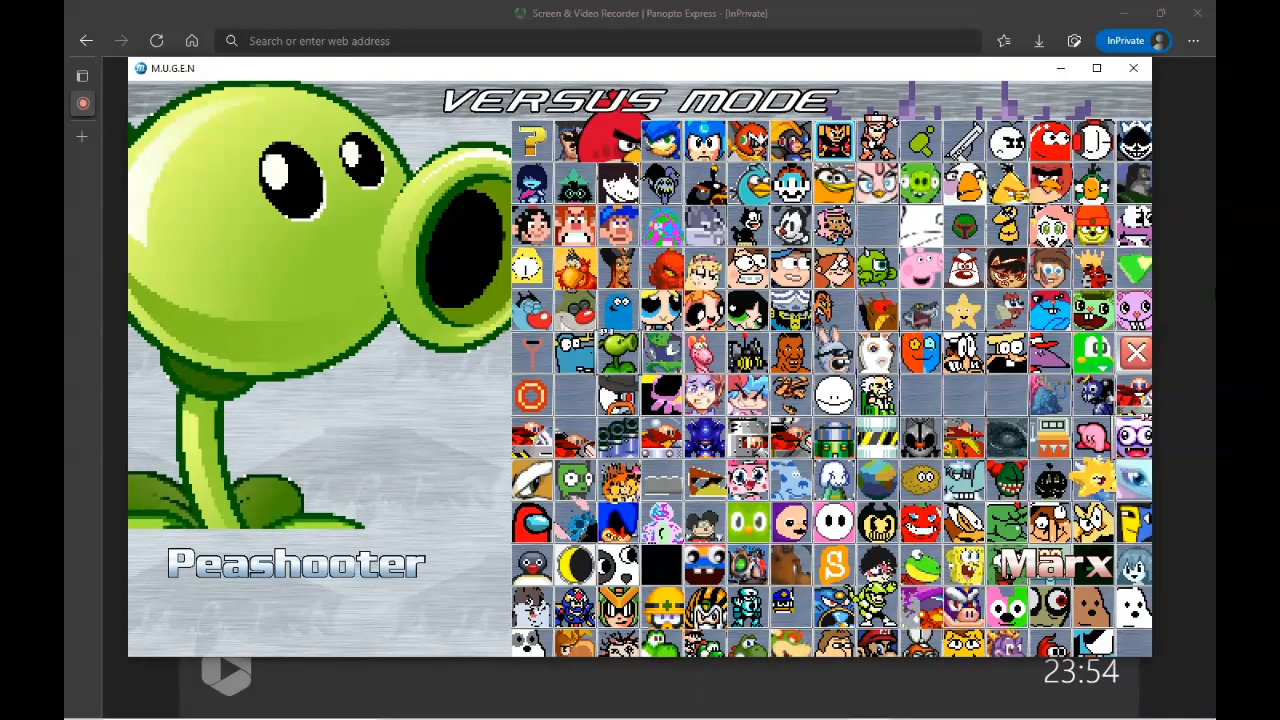 Screen & Video Recorder | Panopto Express - [InPrivate]
Search or enter web address
InPrivate
M.U.G.E.N
VERSUS MODE
?
S
Peashooter
Marx
23:54